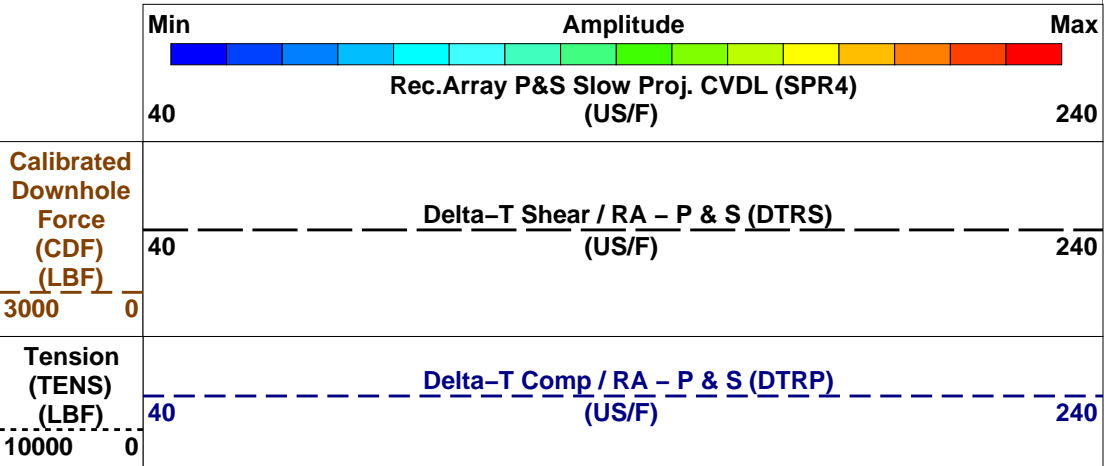 Min Amplitude Max
Rec.Array P&S Slow Proj. CVDL (SPR4)
40 (US/F) 240
Calibrated
Downhole
Force
(CDF)
(LBF)
3000 0
Delta–T Shear / RA – P & S (DTRS)
40 (US/F) 240
Tension
(TENS)
(LBF)
10000 0
Delta–T Comp / RA – P & S (DTRP)
40 (US/F) 240